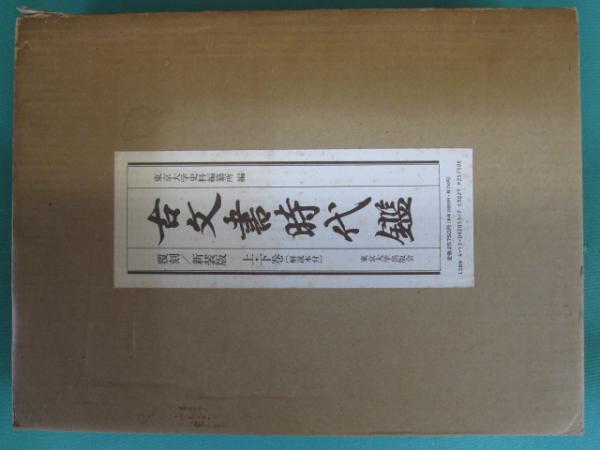 東京大学史料編纂所編
古文書時代鑑
覆刻/新装版
上・下巻(解説本付)
東京大学出版会